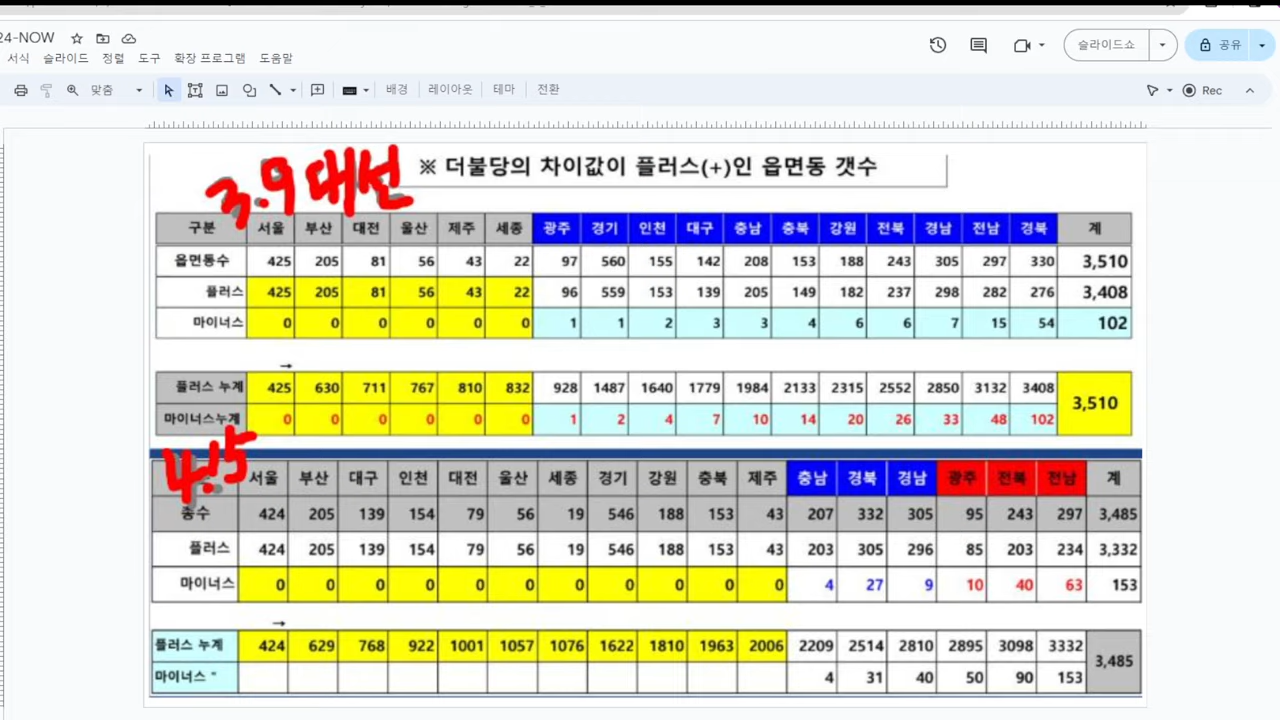 24-NOW
서식 슬라이드 정렬 도구 확장 프로그램 도움말
슬라이드쇼 공유
맞춤 배경 레이아웃 테마 전환 Rec
3.9 대선 ※ 더불당의 차이값이 플러스(+)인 읍면동 갯수
구분 서울 부산 대전 울산 제주 세종 광주 경기 인천 대구 충남 충북 강원 전북 경남 전남 경북 계
읍면동수 425 205 81 56 43 22 97 560 155 142 208 153 188 243 305 297 330 3,510
플러스 425 205 81 56 43 22 96 559 153 139 205 149 182 237 298 282 276 3,408
마이너스 0 0 0 0 0 0 1 1 2 3 3 4 6 6 7 15 54 102
→
플러스 누계 425 630 711 767 810 832 928 1487 1640 1779 1984 2133 2315 2552 2850 3132 3408 3,510
마이너스누계 0 0 0 0 0 0 1 2 4 7 10 14 20 26 33 48 102
4.15 서울 부산 대구 인천 대전 울산 세종 경기 강원 충북 제주 충남 경북 경남 광주 전북 전남 계
총수 424 205 139 154 79 56 19 546 188 153 43 207 332 305 95 243 297 3,485
플러스 424 205 139 154 79 56 19 546 188 153 43 203 305 296 85 203 234 3,332
마이너스 0 0 0 0 0 0 0 0 0 0 0 4 27 9 10 40 63 153
→
플러스 누계 424 629 768 922 1001 1057 1076 1622 1810 1963 2006 2209 2514 2810 2895 3098 3332 3,485
마이너스 " 4 31 40 50 90 153